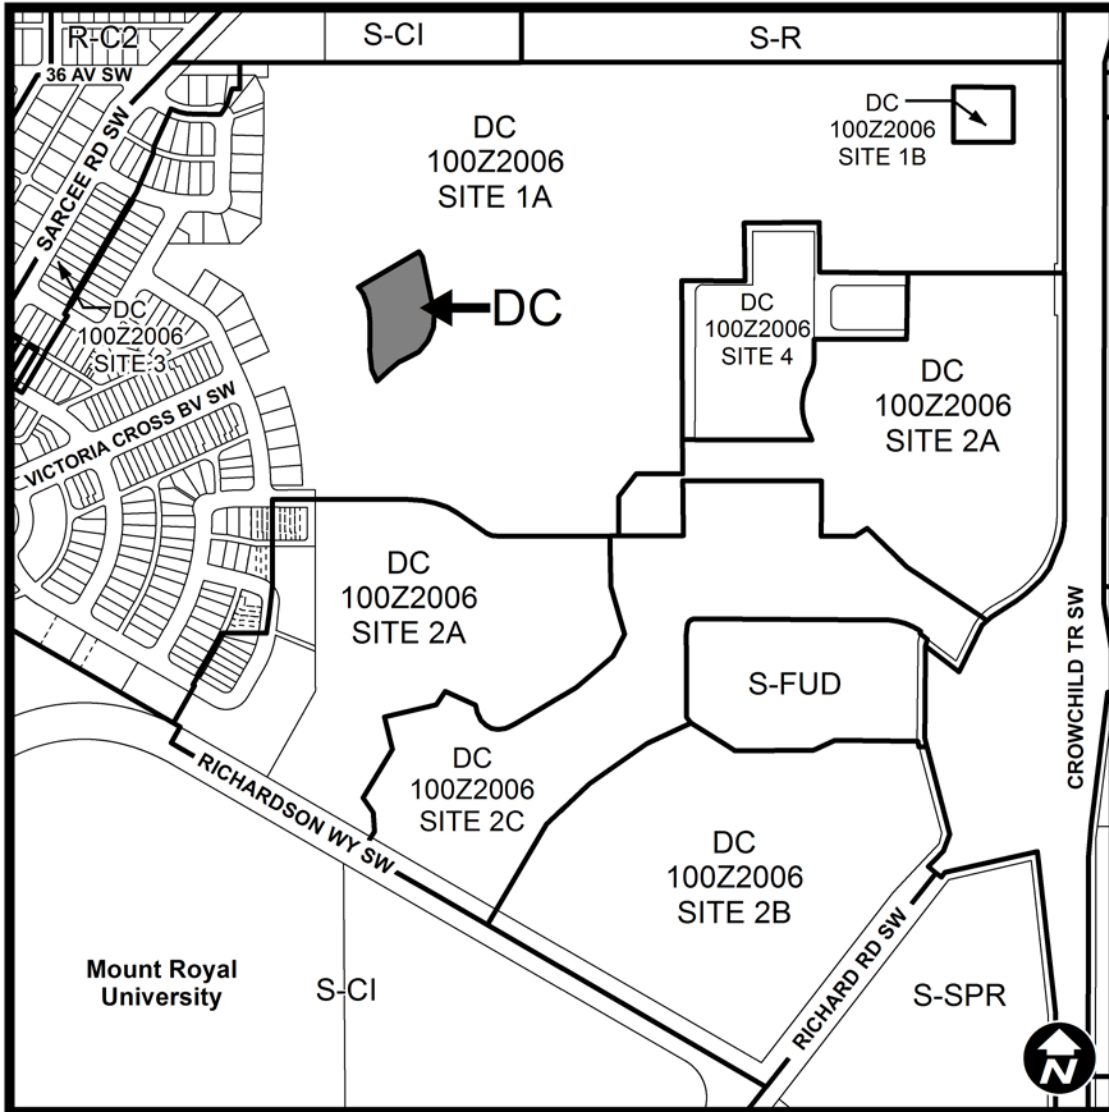 R-C2
S-CI
S-R
36 AV SW
SARCEE RD SW
DC
100Z2006
SITE 1A
DC
100Z2006
SITE 1B
DC
DC
100Z2006
SITE 3
DC
100Z2006
SITE 4
DC
100Z2006
SITE 2A
VICTORIA CROSS BV SW
DC
100Z2006
SITE 2A
CROWCHILD TR SW
S-FUD
DC
100Z2006
SITE 2C
RICHARDSON WY SW
DC
100Z2006
SITE 2B
RICHARD RD SW
Mount Royal
University
S-CI
S-SPR
N